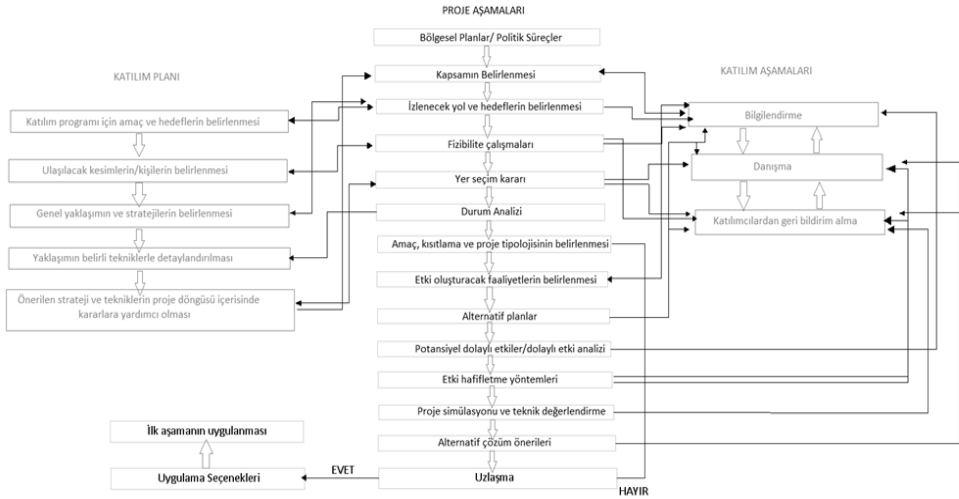 PROJE AŞAMALARI
Bölgesel Planlar/ Politik Süreçler
Kapsamın Belirlenmesi
İzlenecek yol ve hedeflerin belirlenmesi
Fizibilite çalışmaları
Yer seçim kararı
Durum Analizi
Amaç, kısıtlama ve proje tipolojisinin belirlenmesi
Etki oluşturacak faaliyetlerin belirlenmesi
Alternatif planlar
Potansiyel dolaylı etkiler/dolaylı etki analizi
Etki hafifletme yöntemleri
Proje simülasyonu ve teknik değerlendirme
Alternatif çözüm önerileri
Uzlaşma
EVET
HAYIR
Uygulama Seçenekleri
İlk aşamanın uygulanması
KATILIM PLANI
Katılım programı için amaç ve hedeflerin belirlenmesi
Ulaşılacak kesimlerin/kişilerin belirlenmesi
Genel yaklaşımın ve stratejilerin belirlenmesi
Yaklaşımın belirli tekniklerle detaylandırılması
Önerilen strateji ve tekniklerin proje döngüsü içerisinde
kararlara yardımcı olması
KATILIM AŞAMALARI
Bilgilendirme
Danışma
Katılımcılardan geri bildirim alma